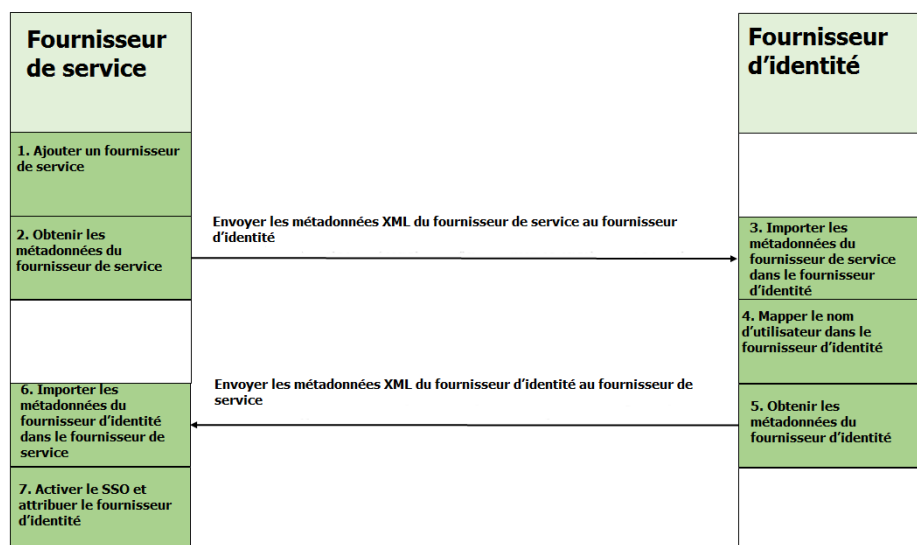 Fournisseur
de service
Fournisseur
d’identité
1. Ajouter un fournisseur
de service
2. Obtenir les
métadonnées du
fournisseur de service
Envoyer les métadonnées XML du fournisseur de service au fournisseur
d’identité
3. Importer les
métadonnées du
fournisseur de service
dans le fournisseur
d’identité
4. Mapper le nom
d’utilisateur dans le
fournisseur d’identité
Envoyer les métadonnées XML du fournisseur d’identité au fournisseur de
service
5. Obtenir les
métadonnées du
fournisseur d’identité
6. Importer les
métadonnées du
fournisseur d’identité
dans le fournisseur de
service
7. Activer le SSO et
attribuer le fournisseur
d’identité